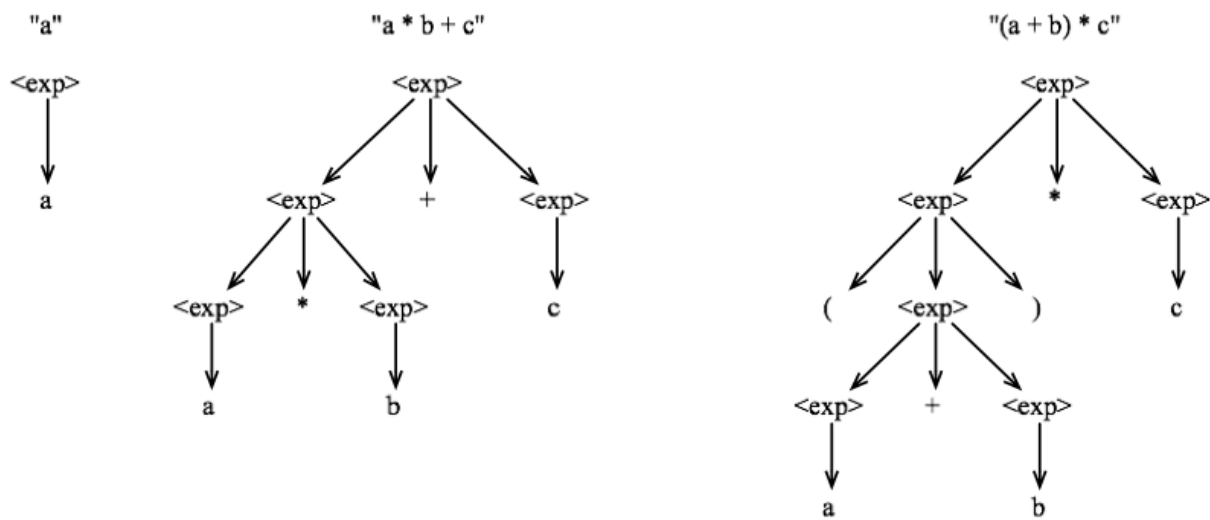 "a" "a * b + c" "(a + b) * c"
<exp> <exp> <exp>
a <exp> + <exp> <exp> * <exp>
<exp> * <exp> c ( <exp> ) c
a b <exp> + <exp>
a b